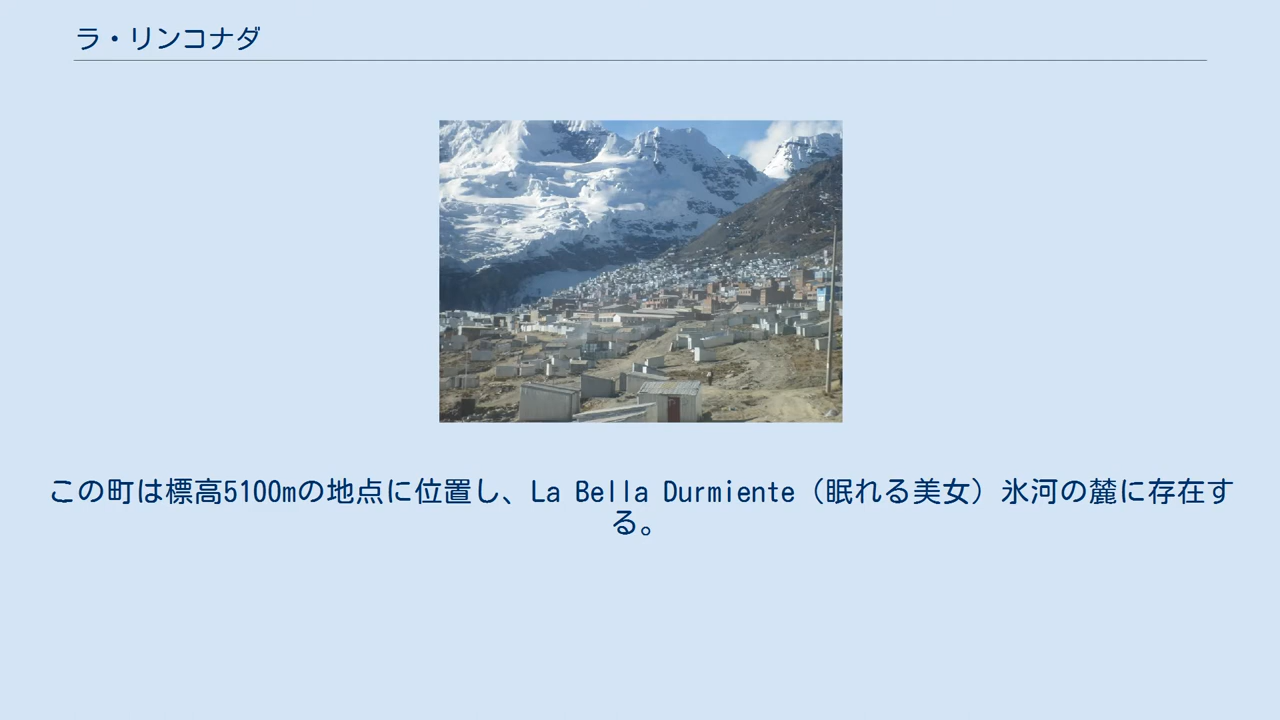 ラ・リンコナダ
この町は標高5100mの地点に位置し、La Bella Durmiente（眠れる美女）氷河の麓に存在す
る。